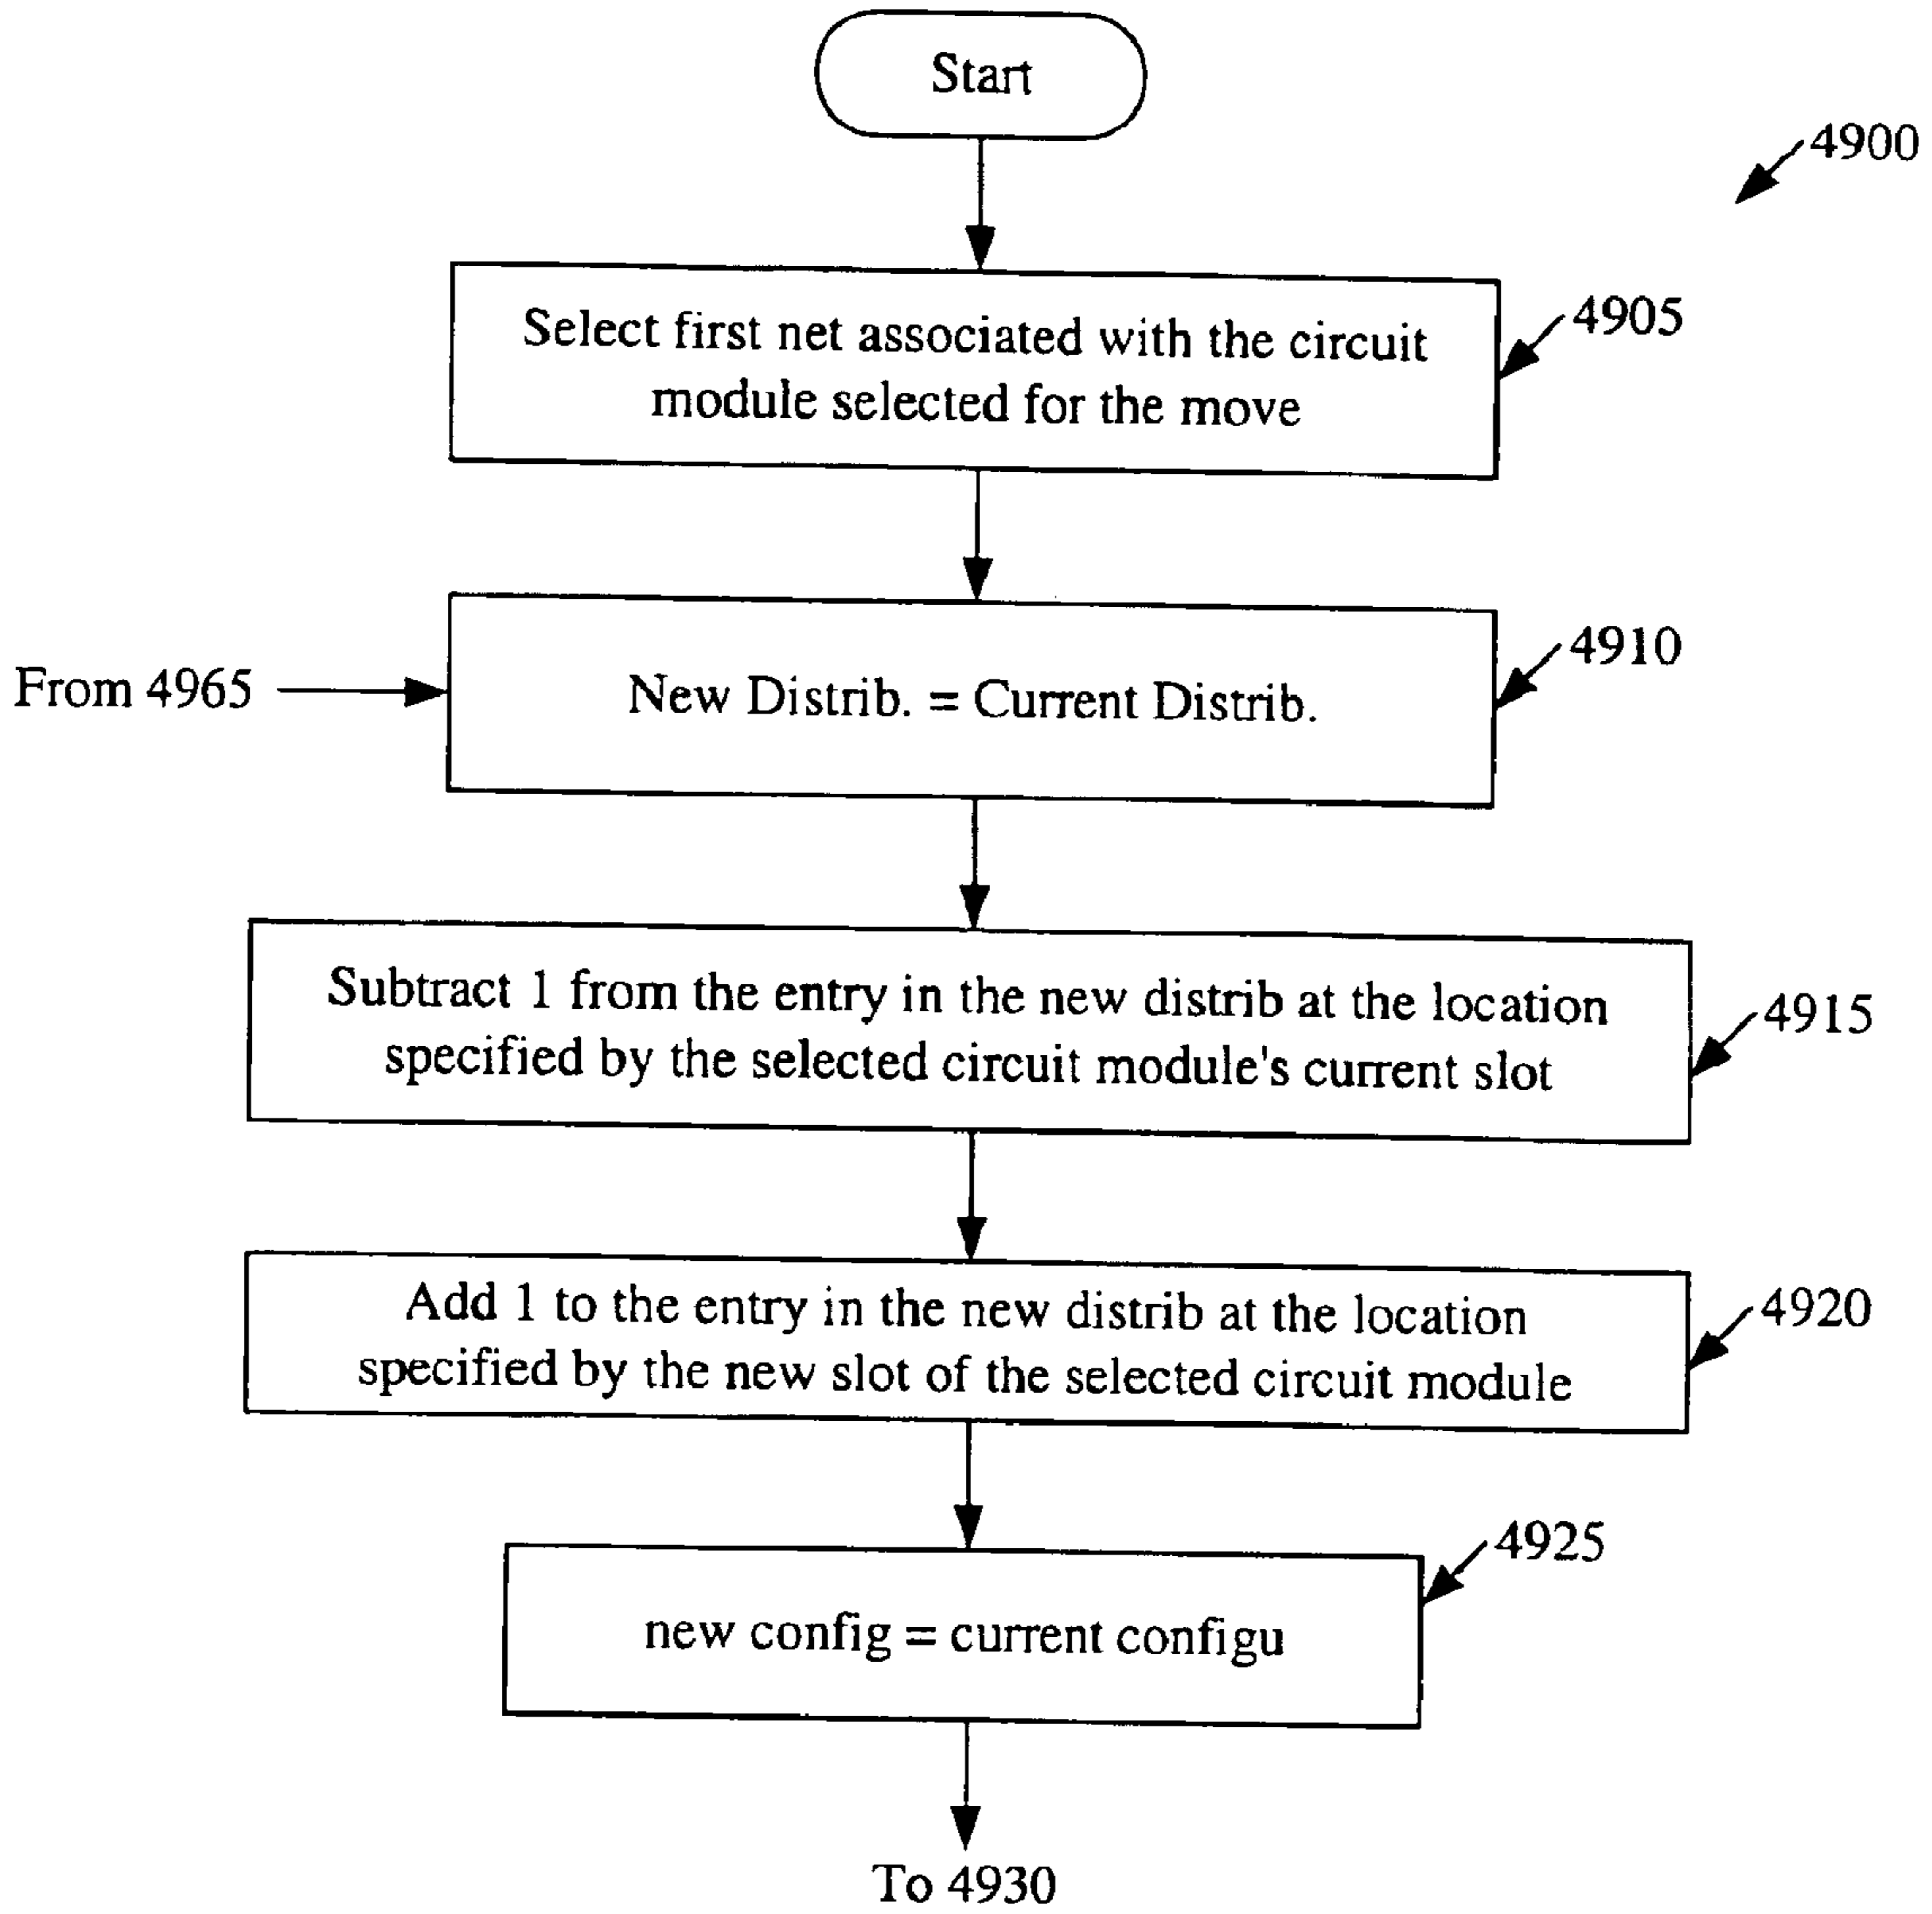 Start
4900
Select first net associated with the circuit
module selected for the move
4905
From 4965
New Distrib. = Current Distrib.
4910
Subtract 1 from the entry in the new distrib at the location
specified by the selected circuit module's current slot
4915
Add 1 to the entry in the new distrib at the location
specified by the new slot of the selected circuit module
4920
new config = current configu
4925
To 4930